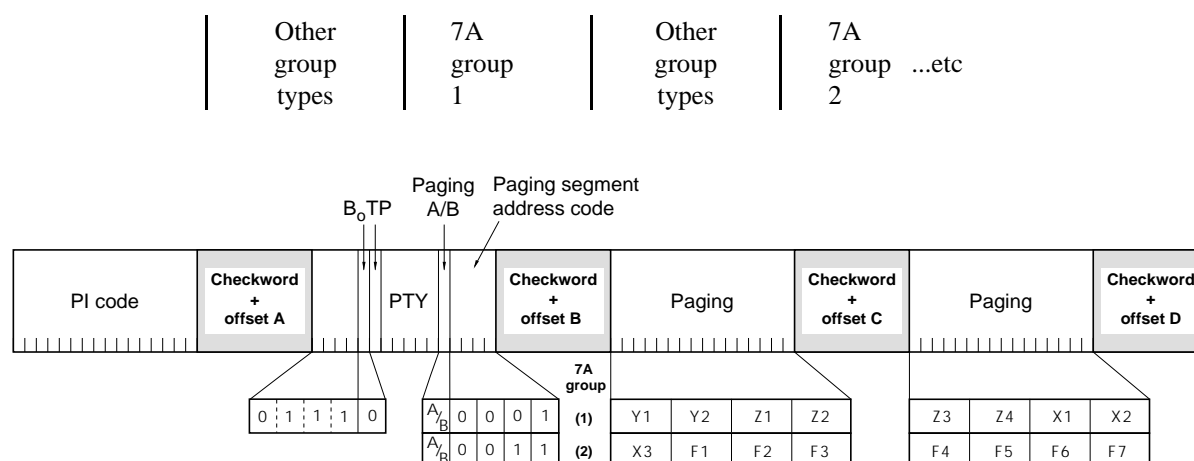 Other 7A Other 7A
group group group group ...etc
types 1 types 2
Paging Paging segment
BoTP A/B address code
Checkword Checkword Checkword Checkword
PI code + PTY + Paging + Paging +
offset A offset B offset C offset D
7A
group
0 1 1 1 0 A/B 0 0 0 1 (1) Y1 Y2 Z1 Z2 Z3 Z4 X1 X2
A/B 0 0 1 1 (2) X3 F1 F2 F3 F4 F5 F6 F7